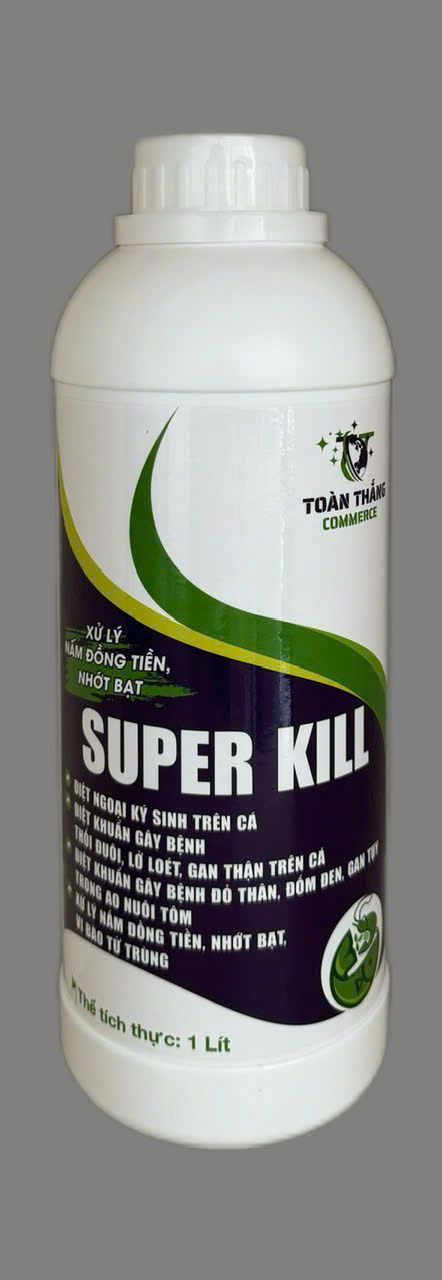 TOÀN THẮNG
COMMERCE
XỬ LÝ
NẤM ĐỒNG TIỀN,
NHỚT BẠT
SUPER KILL
DIỆT NGOẠI KÝ SINH TRÊN CÁ
DIỆT KHUẨN GÂY BỆNH
THỐI ĐUÔI, LỞ LOÉT, GAN THẬN TRÊN CÁ
DIỆT KHUẨN GÂY BỆNH ĐỎ THÂN, ĐỐM ĐEN, GAN TỤY
TRONG AO NUÔI TÔM
XỬ LÝ NẤM ĐỒNG TIỀN, NHỚT BẠT,
VI BÀO TỬ TRÙNG
Thể tích thực: 1 Lít